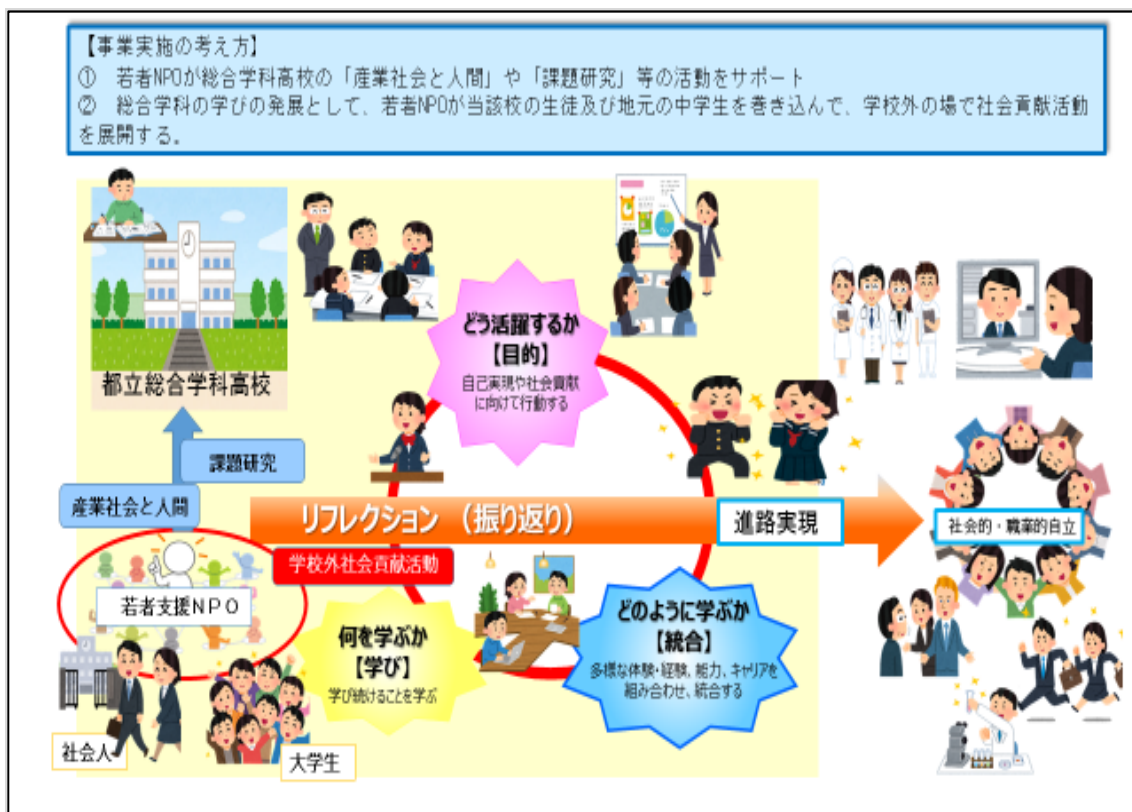 【事業実施の考え方】
① 若者NPOが総合学科高校の「産業社会と人間」や「課題研究」等の活動をサポート
② 総合学科の学びの発展として、若者NPOが当該校の生徒及び地元の中学生を巻き込んで、学校外の場で社会貢献活動
を展開する。
どう活躍するか
【目的】
自己実現や社会貢献
に向けて行動する
都立総合学科高校
課題研究
産業社会と人間
リフレクション (振り返り)
進路実現
社会的・職業的自立
学校外社会貢献活動
若者支援NPO
何を学ぶか
【学び】
学び続けることを学ぶ
どのように学ぶか
【統合】
多様な体験・経験、能力、キャリアを
組み合わせ、統合する
社会人
大学生